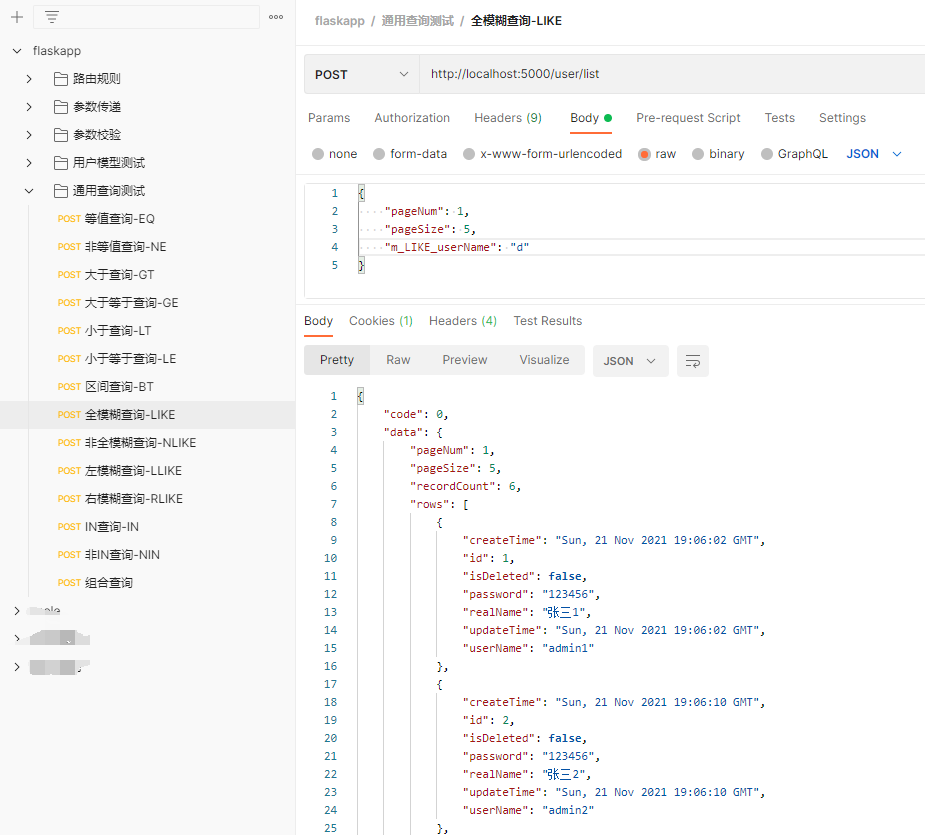 flaskapp
路由规则
参数传递
参数校验
用户模型测试
通用查询测试
POST 等值查询-EQ
POST 非等值查询-NE
POST 大于查询-GT
POST 大于等于查询-GE
POST 小于查询-LT
POST 小于等于查询-LE
POST 区间查询-BT
POST 全模糊查询-LIKE
POST 非全模糊查询-NLIKE
POST 左模糊查询-LLIKE
POST 右模糊查询-RLIKE
POST IN查询-IN
POST 非IN查询-NIN
POST 组合查询
flaskapp / 通用查询测试 / 全模糊查询-LIKE
POST http://localhost:5000/user/list
Params Authorization Headers (9) Body Pre-request Script Tests Settings
none form-data x-www-form-urlencoded raw binary GraphQL JSON
1 {
2 "pageNum": 1,
3 "pageSize": 5,
4 "m_LIKE_userName": "d"
5 }
Body Cookies (1) Headers (4) Test Results
Pretty Raw Preview Visualize JSON
1 {
2 "code": 0,
3 "data": {
4 "pageNum": 1,
5 "pageSize": 5,
6 "recordCount": 6,
7 "rows": [
8 {
9 "createTime": "Sun, 21 Nov 2021 19:06:02 GMT",
10 "id": 1,
11 "isDeleted": false,
12 "password": "123456",
13 "realName": "张三1",
14 "updateTime": "Sun, 21 Nov 2021 19:06:02 GMT",
15 "userName": "admin1"
16 },
17 {
18 "createTime": "Sun, 21 Nov 2021 19:06:10 GMT",
19 "id": 2,
20 "isDeleted": false,
21 "password": "123456",
22 "realName": "张三2",
23 "updateTime": "Sun, 21 Nov 2021 19:06:10 GMT",
24 "userName": "admin2"
25 },